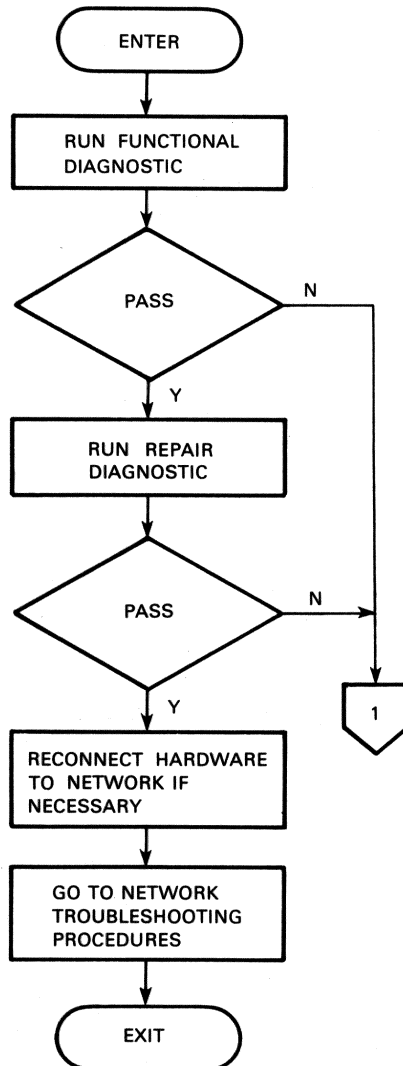 ENTER
RUN FUNCTIONAL
DIAGNOSTIC
PASS
N
Y
RUN REPAIR
DIAGNOSTIC
PASS
N
Y
1
RECONNECT HARDWARE
TO NETWORK IF
NECESSARY
GO TO NETWORK
TROUBLESHOOTING
PROCEDURES
EXIT